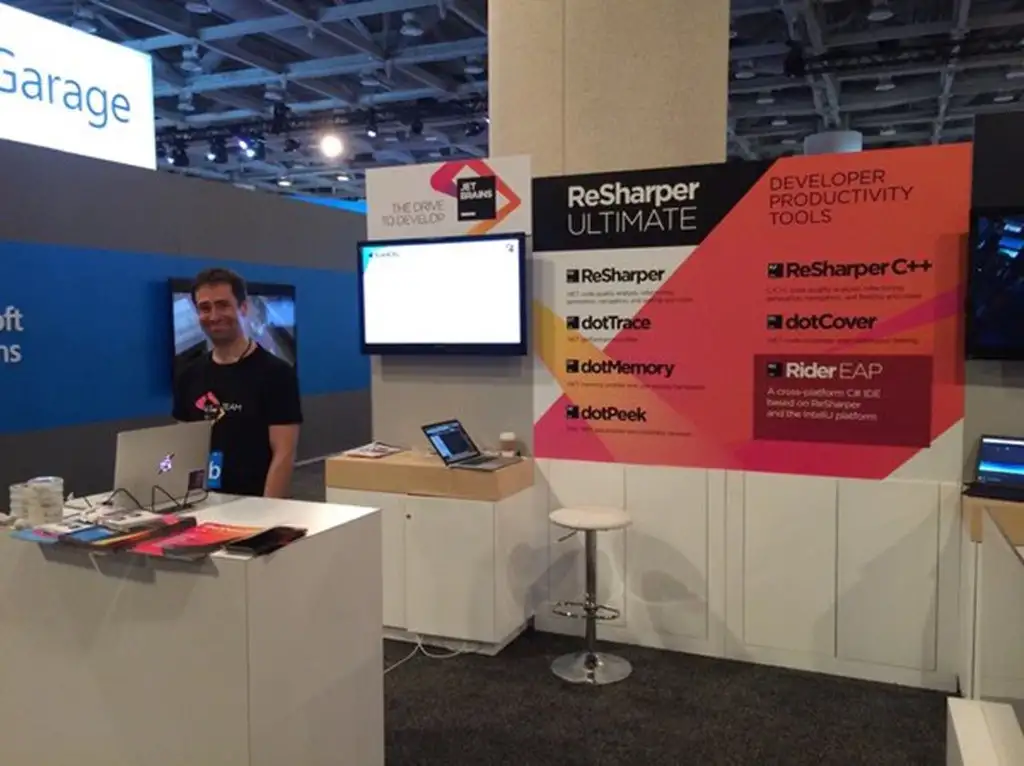 Garage
THE DRIVE
TO DEVELOP
JET
BRAINS
ReSharper
ULTIMATE
DEVELOPER
PRODUCTIVITY
TOOLS
ReSharper
ReSharper C++
dotTrace
dotCover
dotMemory
dotPeek
Rider EAP
A cross-platform C# IDE
based on ReSharper
and the IntelliJ platform
TEAM
b
oft
ns